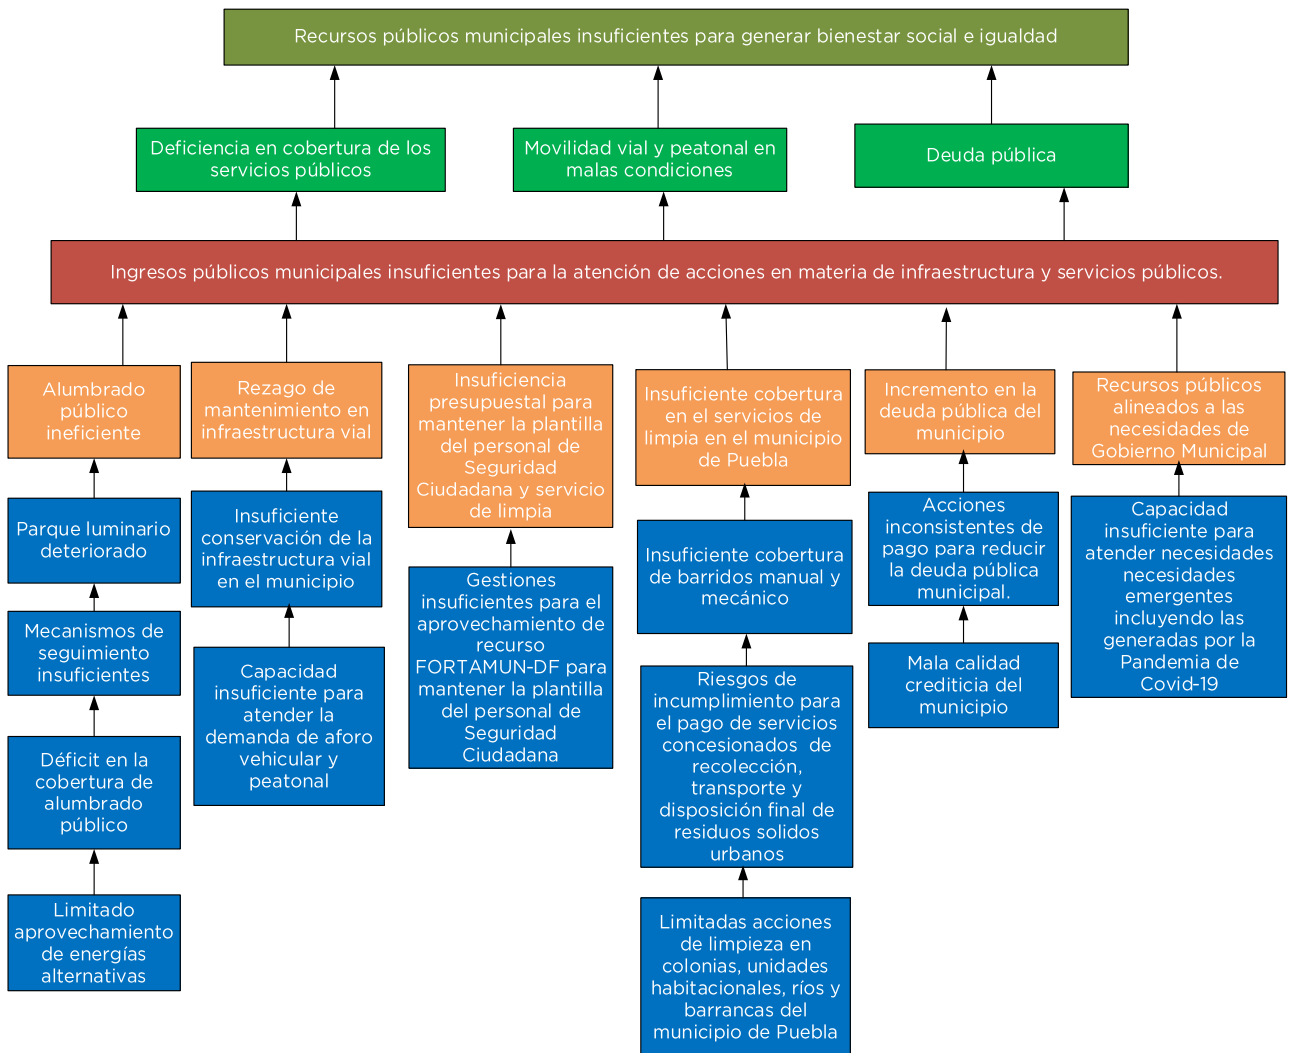 Recursos públicos municipales insuficientes para generar bienestar social e igualdad
Deficiencia en cobertura de los
servicios públicos
Movilidad vial y peatonal en
malas condiciones
Deuda pública
Ingresos públicos municipales insuficientes para la atención de acciones en materia de infraestructura y servicios públicos.
Alumbrado
público
ineficiente
Rezago de
mantenimiento en
infraestructura vial
Insuficiencia
presupuestal para
mantener la plantilla
del personal de
Seguridad
Ciudadana y servicio
de limpia
Insuficiente cobertura
en el servicios de
limpia en el municipio
de Puebla
Incremento en la
deuda pública del
municipio
Recursos públicos
alineados a las
necesidades de
Gobierno Municipal
Parque luminario
deteriorado
Insuficiente
conservación de la
infraestructura vial
en el municipio
Gestiones
insuficientes para el
aprovechamiento de
recurso
FORTAMUN-DF para
mantener la plantilla
del personal de
Seguridad
Ciudadana
Insuficiente cobertura
de barridos manual y
mecánico
Acciones
inconsistentes de
pago para reducir
la deuda pública
municipal.
Capacidad
insuficiente para
atender necesidades
necesidades
emergentes
incluyendo las
generadas por la
Pandemia de
Covid-19
Mecanismos de
seguimiento
insuficientes
Capacidad
insuficiente para
atender la
demanda de aforo
vehicular y
peatonal
Riesgos de
incumplimiento para
el pago de servicios
concesionados de
recolección,
transporte y
disposición final de
residuos solidos
urbanos
Mala calidad
crediticia del
municipio
Déficit en la
cobertura de
alumbrado
público
Limitado
aprovechamiento
de energías
alternativas
Limitadas acciones
de limpieza en
colonias, unidades
habitacionales, ríos y
barrancas del
municipio de Puebla